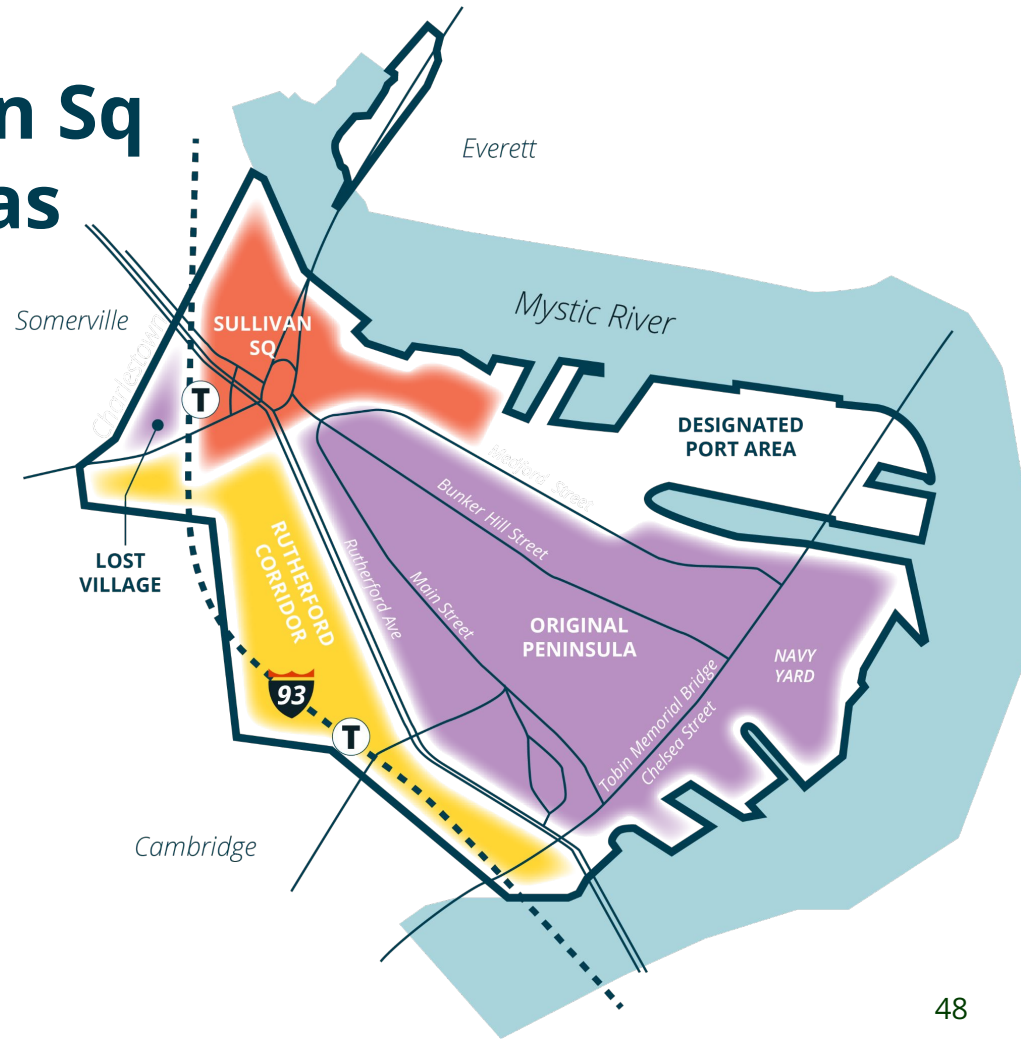 n Sq
as
Everett
Mystic River
Somerville
Charlestown
SULLIVAN
SQ
T
DESIGNATED
PORT AREA
Medford Street
Bunker Hill Street
LOST
VILLAGE
RUTHERFORD
CORRIDOR
Rutherford Ave
Main Street
ORIGINAL
PENINSULA
NAVY
YARD
93
T
Tobin Memorial Bridge
Chelsea Street
Cambridge
48